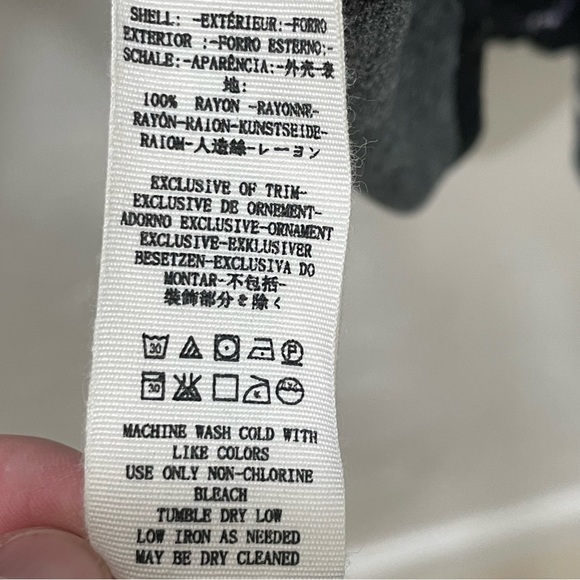 SHELL: -EXTÉRIEUR:-FORRO
EXTERIOR :-FORRO ESTERNO:-
SCHALE:-APARÊNCIA:-外壳-表
地:
100% RAYON -RAYONNE-
RAYÓN-RAION-KUNSTSEIDE-
RAIOM-人造絲-レーヨン
EXCLUSIVE OF TRIM-
EXCLUSIVE DE ORNEMENT-
ADORNO EXCLUSIVE-ORNAMENT
EXCLUSIVE-EXKLUSIVER
BESETZEN-EXCLUSIVA DO
MONTAR-不包括-
装飾部分を除く
30 P
30
MACHINE WASH COLD WITH
LIKE COLORS
USE ONLY NON-CHLORINE
BLEACH
TUMBLE DRY LOW
LOW IRON AS NEEDED
MAY BE DRY CLEANED